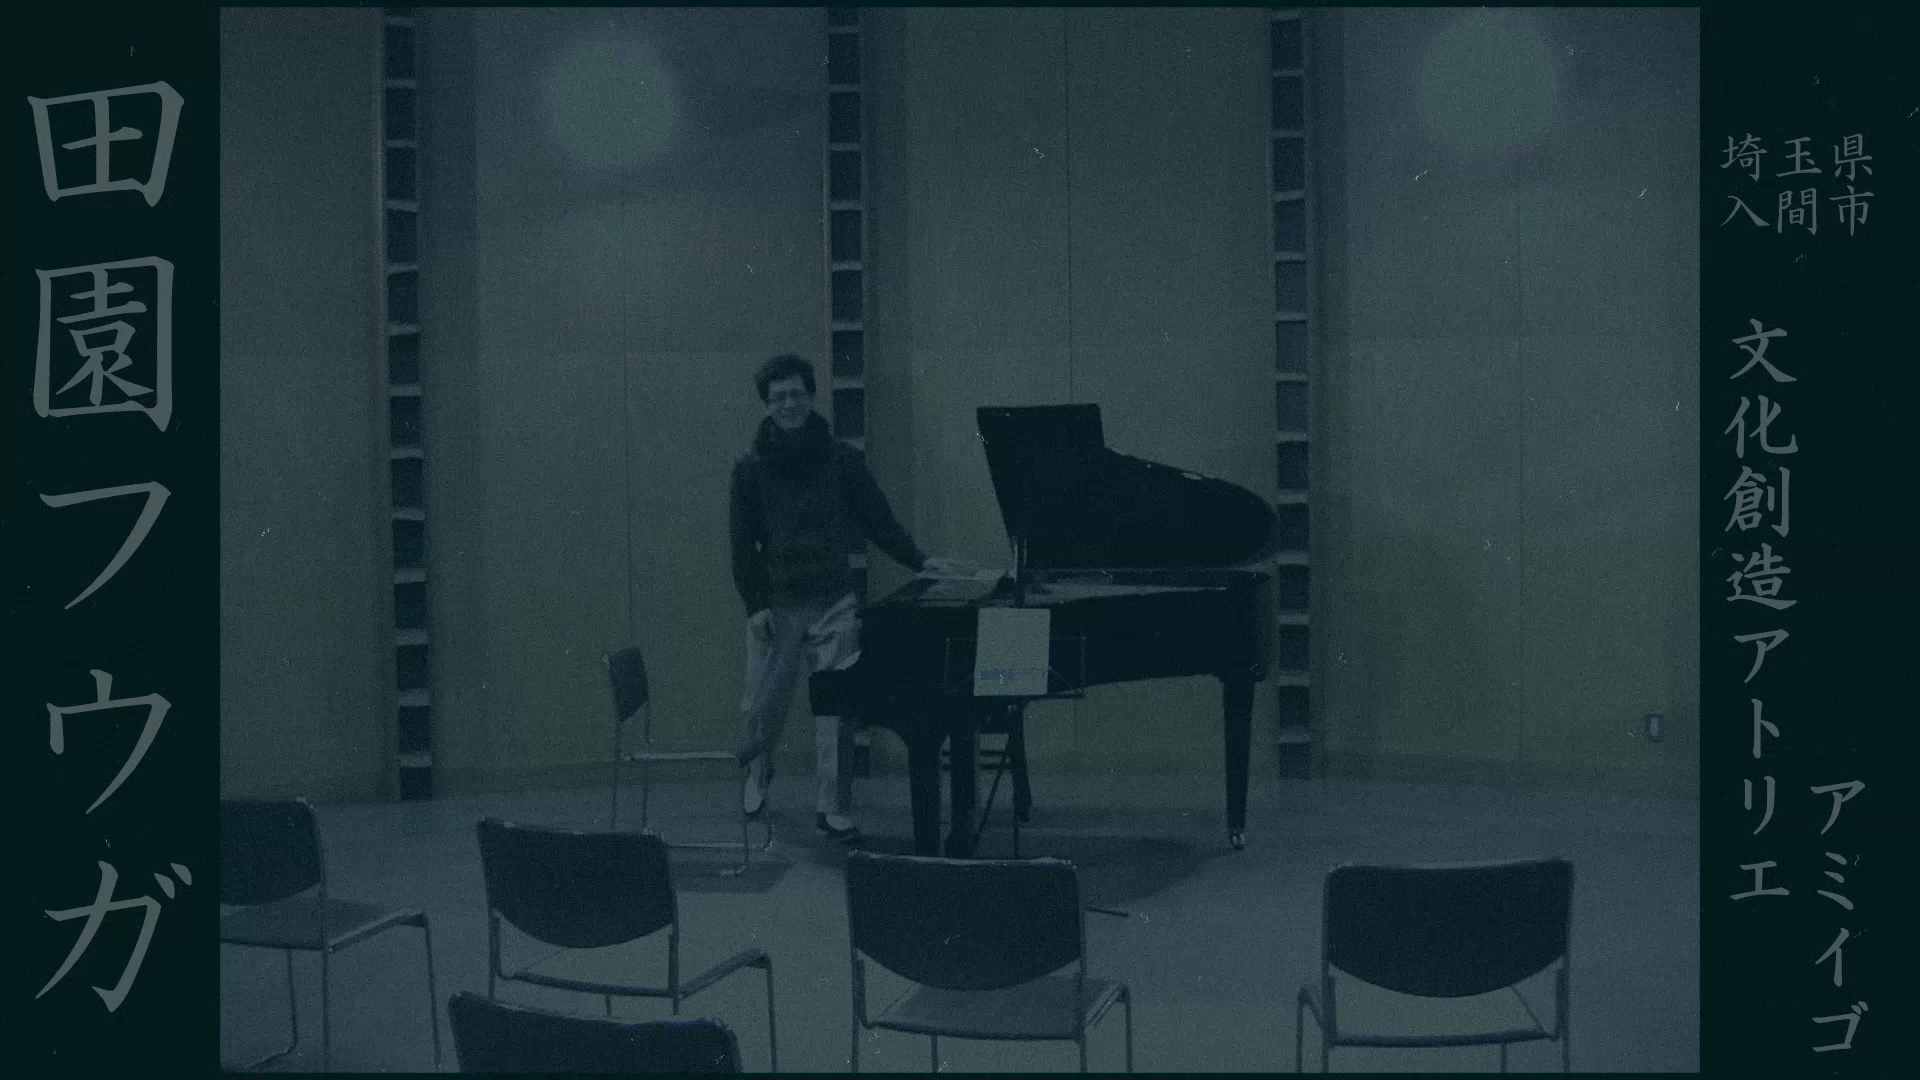 田園フウガ
埼玉県
入間市
文化創造アトリエ
アミイゴ